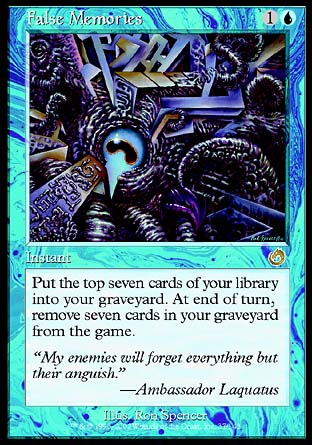 False Memories 1
Instant
Put the top seven cards of your library
into your graveyard. At end of turn,
remove seven cards in your graveyard
from the game.
“My enemies will forget everything but
their anguish.”
—Ambassador Laquatus
Illus. Ron Spencer